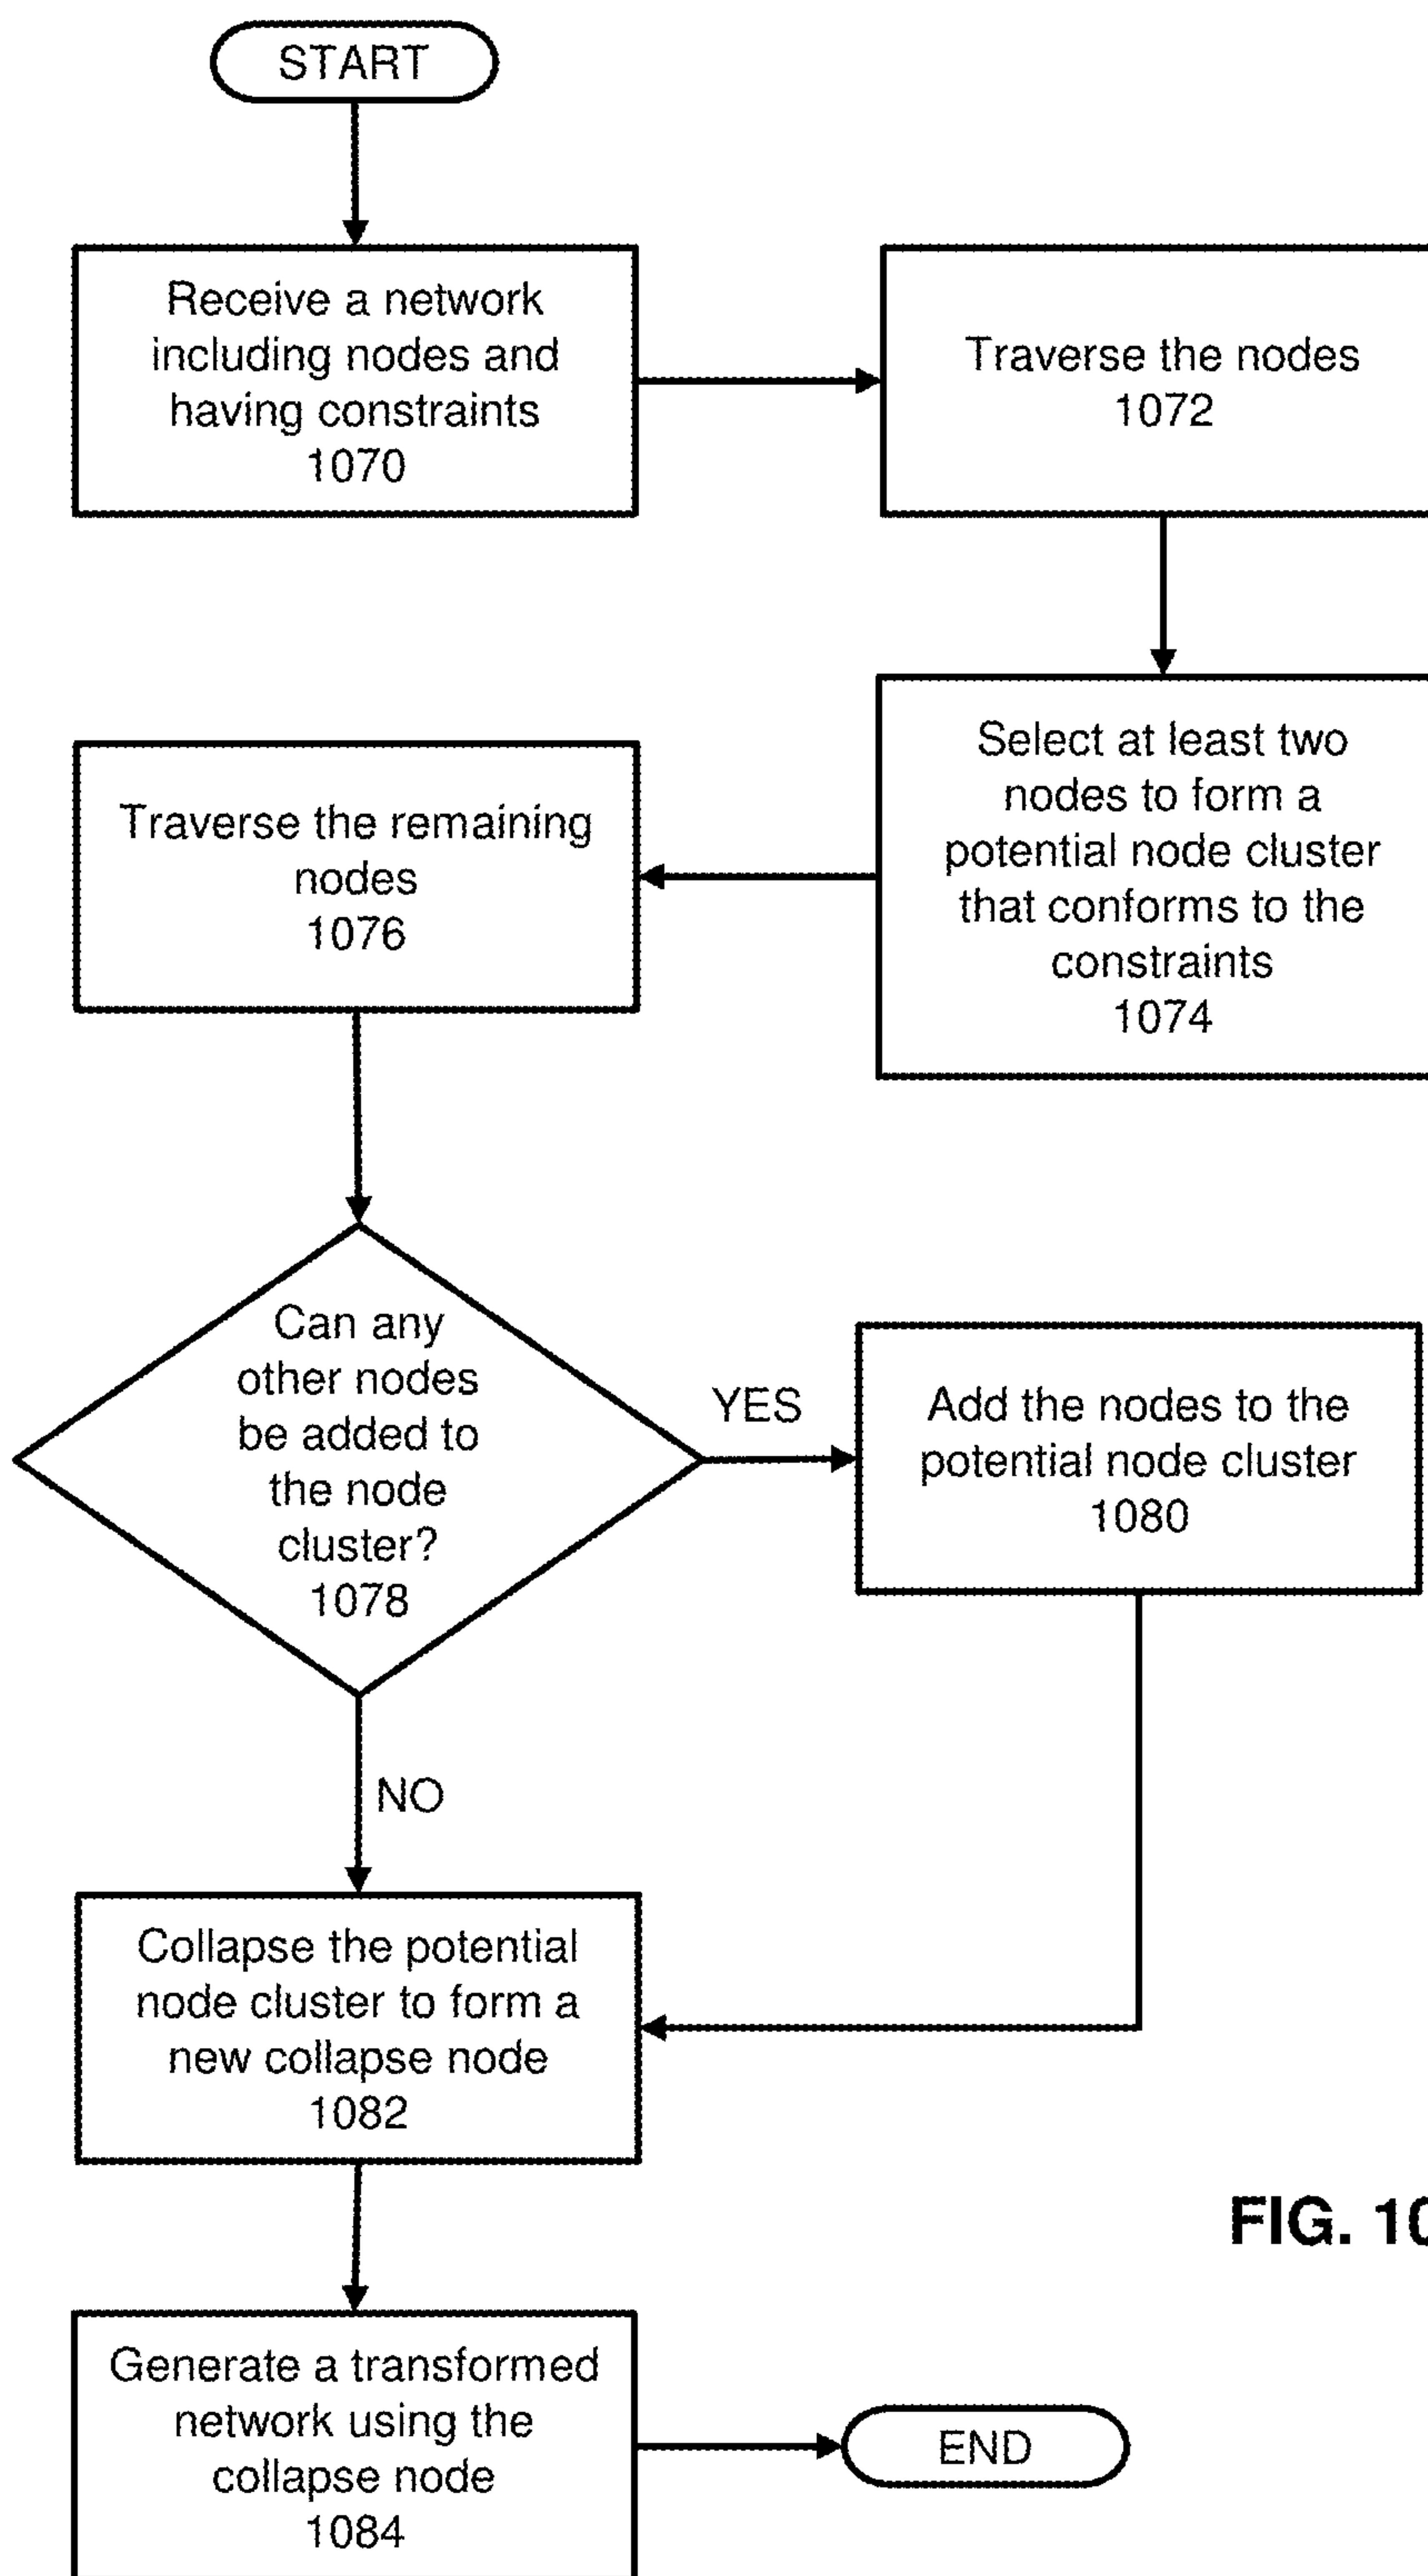 START
Receive a network
including nodes and
having constraints
1070
Traverse the nodes
1072
Select at least two
nodes to form a
potential node cluster
that conforms to the
constraints
1074
Traverse the remaining
nodes
1076
Can any
other nodes
be added to
the node
cluster?
1078
YES
Add the nodes to the
potential node cluster
1080
NO
Collapse the potential
node cluster to form a
new collapse node
1082
Generate a transformed
network using the
collapse node
1084
END
FIG. 10